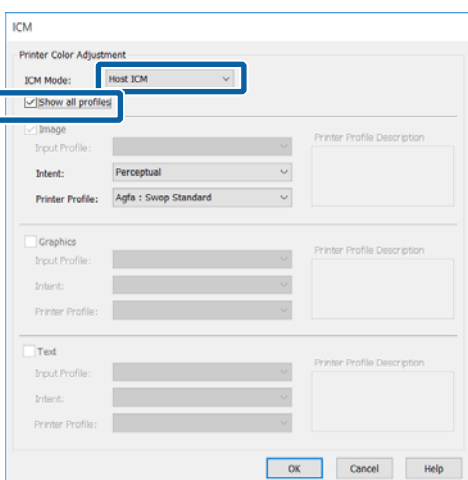 ICM
Printer Color Adjustment
ICM Mode: Host ICM
Show all profiles
Image
Printer Profile Description
Input Profile:
Intent: Perceptual
Printer Profile: Agfa : Swop Standard
Graphics
Printer Profile Description
Input Profile:
Intent:
Printer Profile:
Text
Printer Profile Description
Input Profile:
Intent:
Printer Profile:
OK Cancel Help